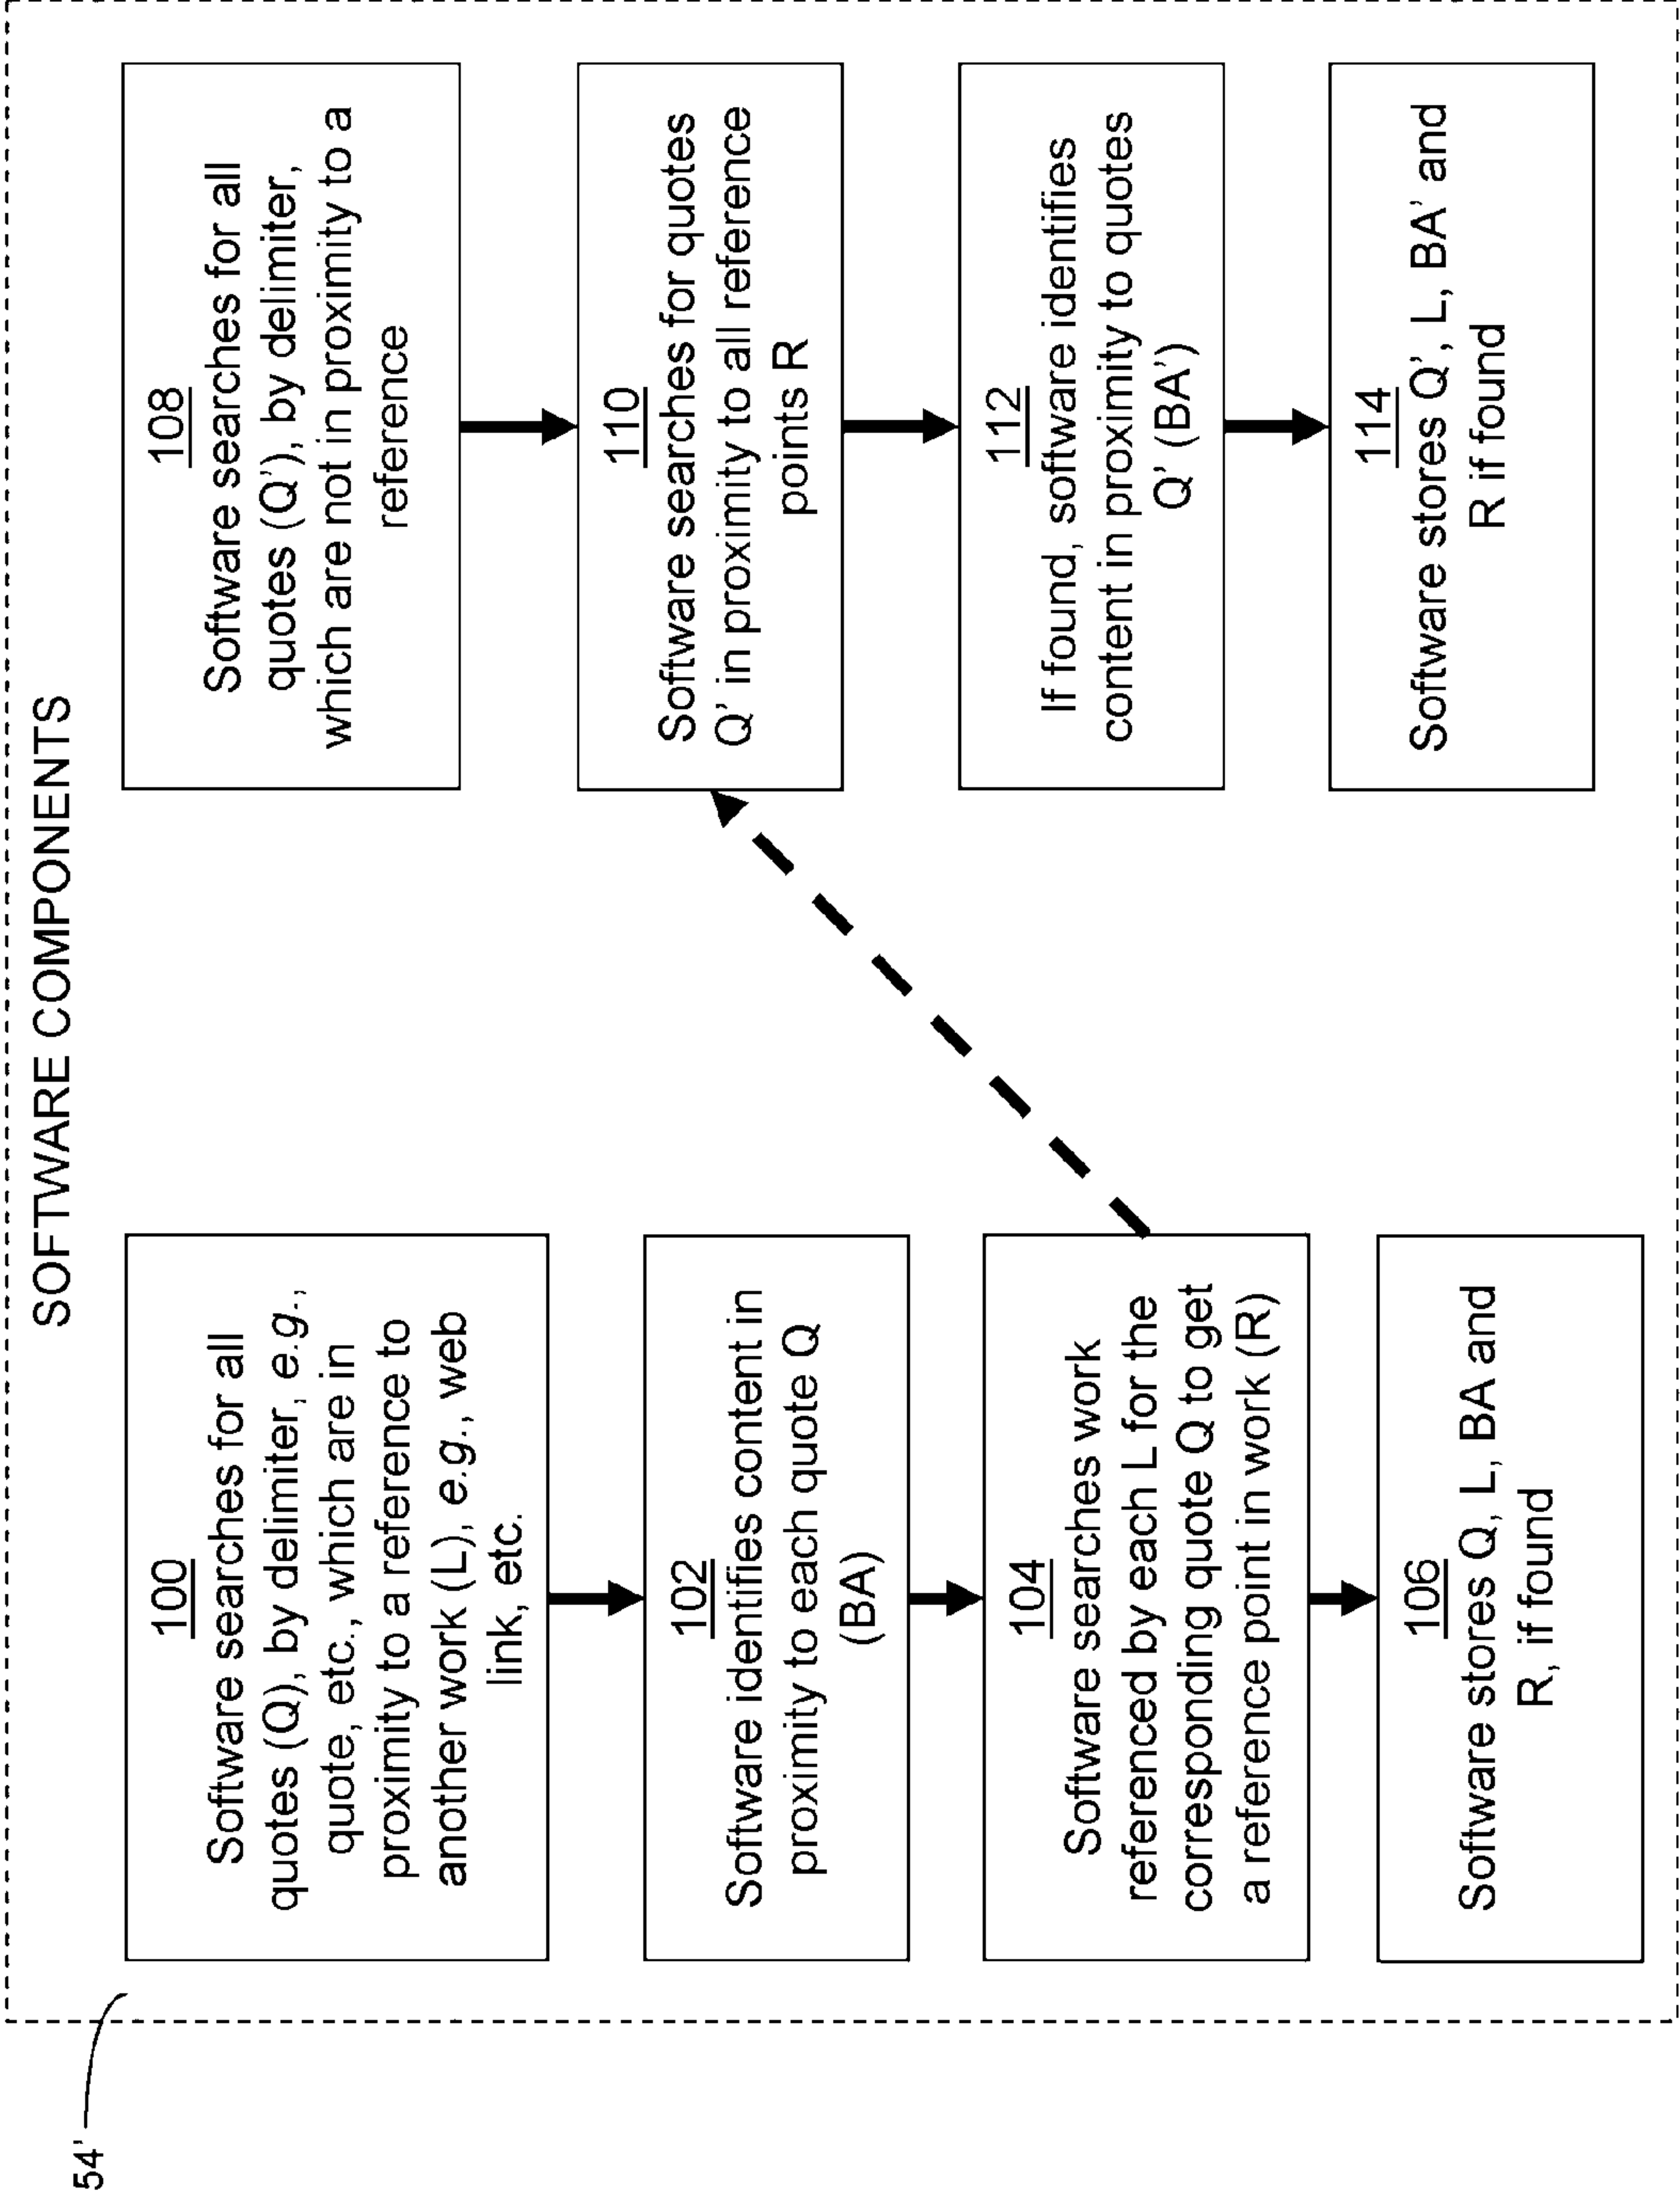 54'
SOFTWARE COMPONENTS
100
Software searches for all
quotes (Q), by delimiter, e.g.,
quote, etc., which are in
proximity to a reference to
another work (L), e.g., web
link, etc.
102
Software identifies content in
proximity to each quote Q
(BA)
104
Software searches work
referenced by each L for the
corresponding quote Q to get
a reference point in work (R)
106
Software stores Q, L, BA and
R, if found
108
Software searches for all
quotes (Q'), by delimiter,
which are not in proximity to a
reference
110
Software searches for quotes
Q' in proximity to all reference
points R
112
If found, software identifies
content in proximity to quotes
Q' (BA')
114
Software stores Q', L, BA' and
R if found